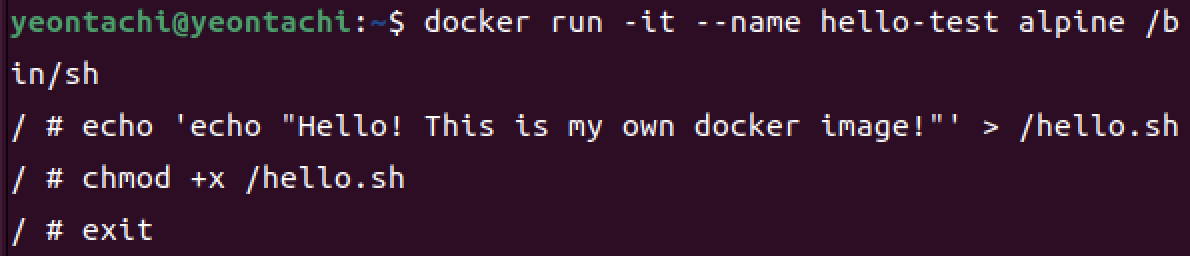 yeontachi@yeontachi:~$ docker run -it --name hello-test alpine /b
in/sh
/ # echo 'echo "Hello! This is my own docker image!"' > /hello.sh
/ # chmod +x /hello.sh
/ # exit